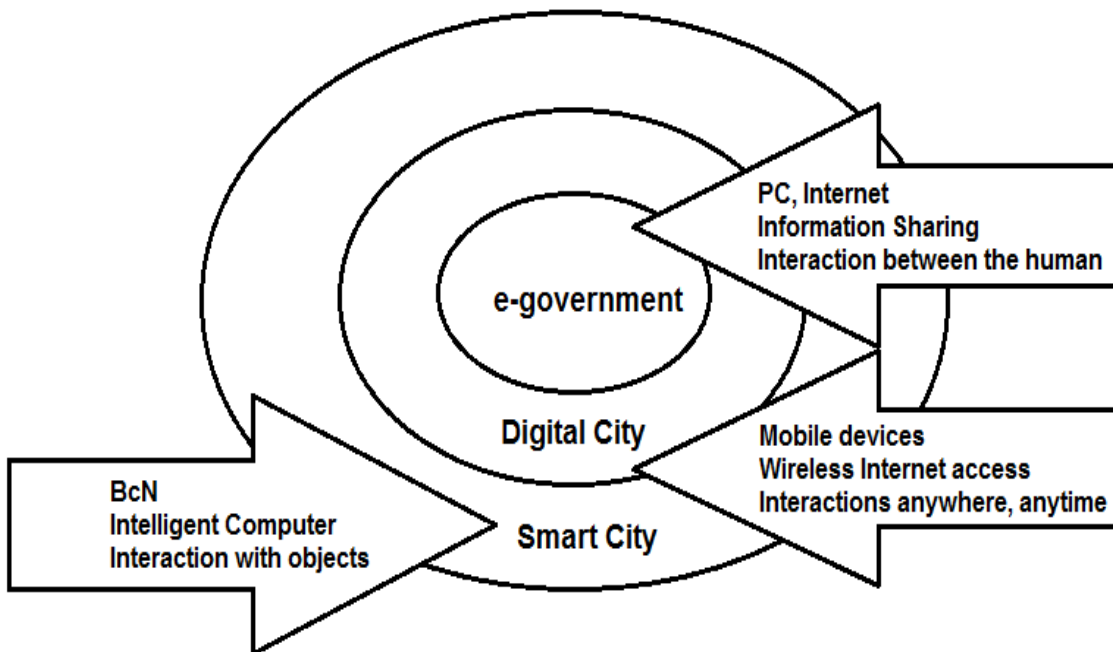 PC, Internet
Information Sharing
Interaction between the human
e-government
Digital City
Mobile devices
Wireless Internet access
Interactions anywhere, anytime
BcN
Intelligent Computer
Interaction with objects
Smart City